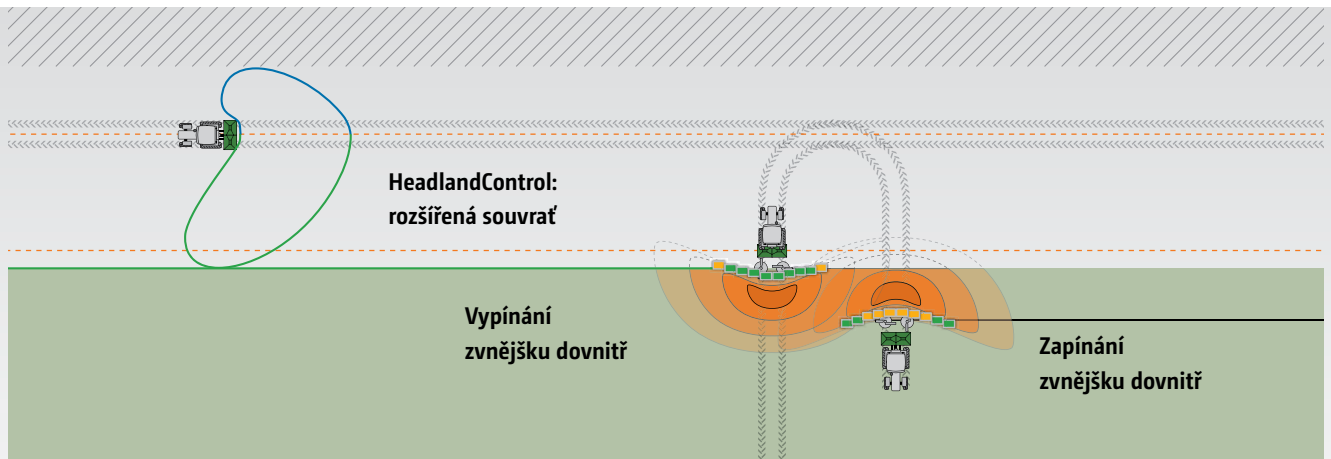 HeadlandControl:
rozšířená souvrať
Vypínání
zvnějšku dovnitř
Zapínání
zvnějšku dovnitř